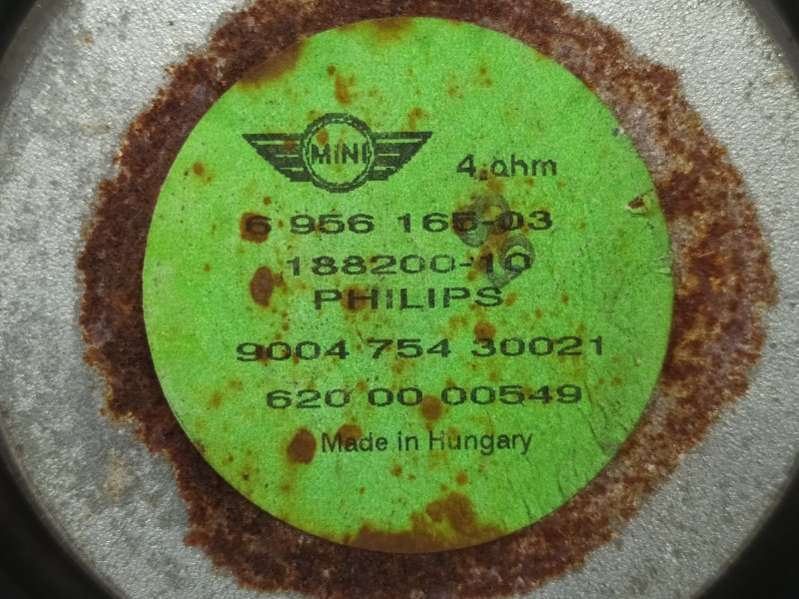 MINI
4 ohm
6 956 165-03
188200-10
PHILIPS
9004 754 30021
620 00 00549
Made in Hungary